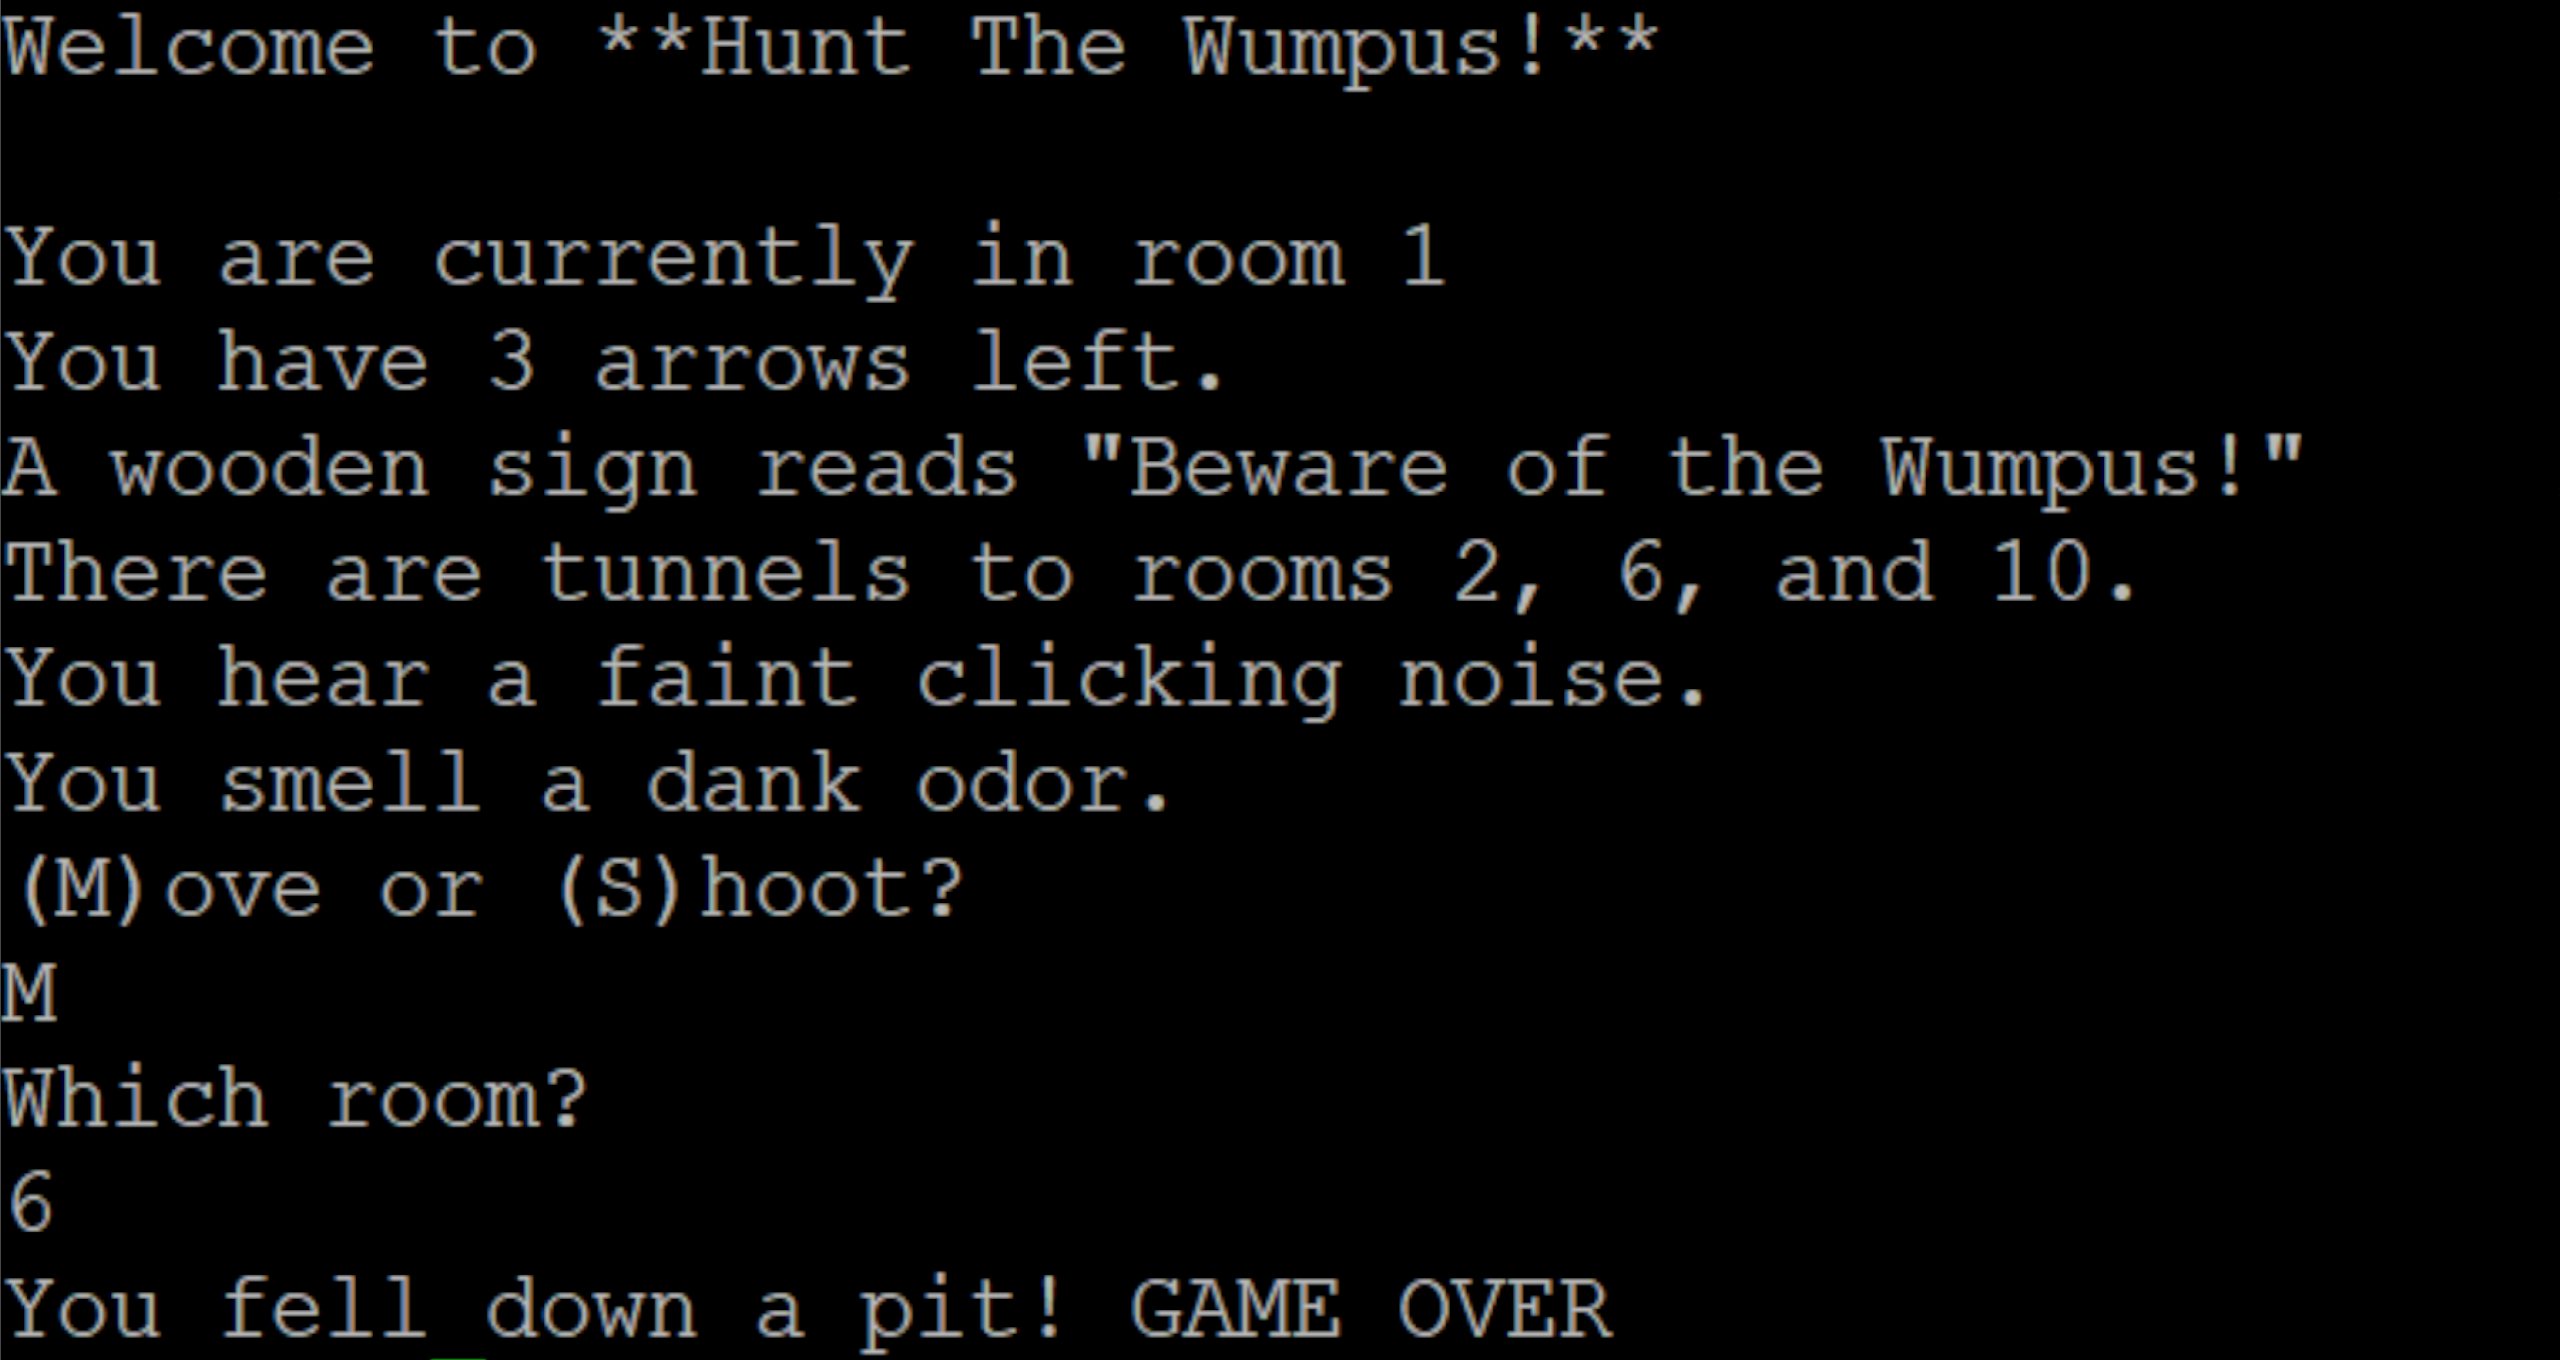 Welcome to **Hunt The Wumpus!**
You are currently in room 1
You have 3 arrows left.
A wooden sign reads "Beware of the Wumpus!"
There are tunnels to rooms 2, 6, and 10.
You hear a faint clicking noise.
You smell a dank odor.
(M)ove or (S)hoot?
M
Which room?
6
You fell down a pit! GAME OVER